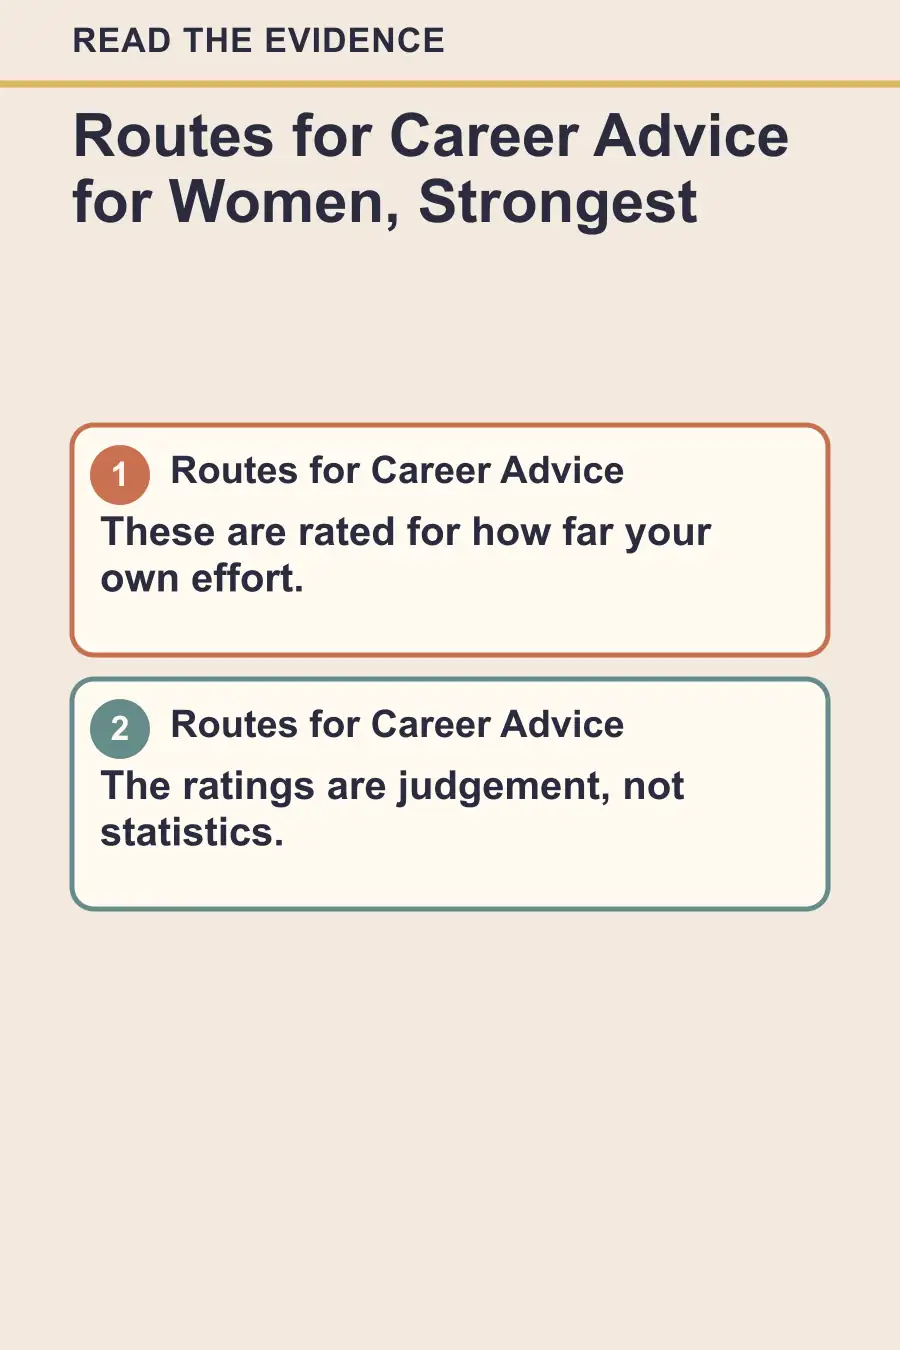 READ THE EVIDENCE
Routes for Career Advice
for Women, Strongest
1 Routes for Career Advice
These are rated for how far your
own effort.
2 Routes for Career Advice
The ratings are judgement, not
statistics.